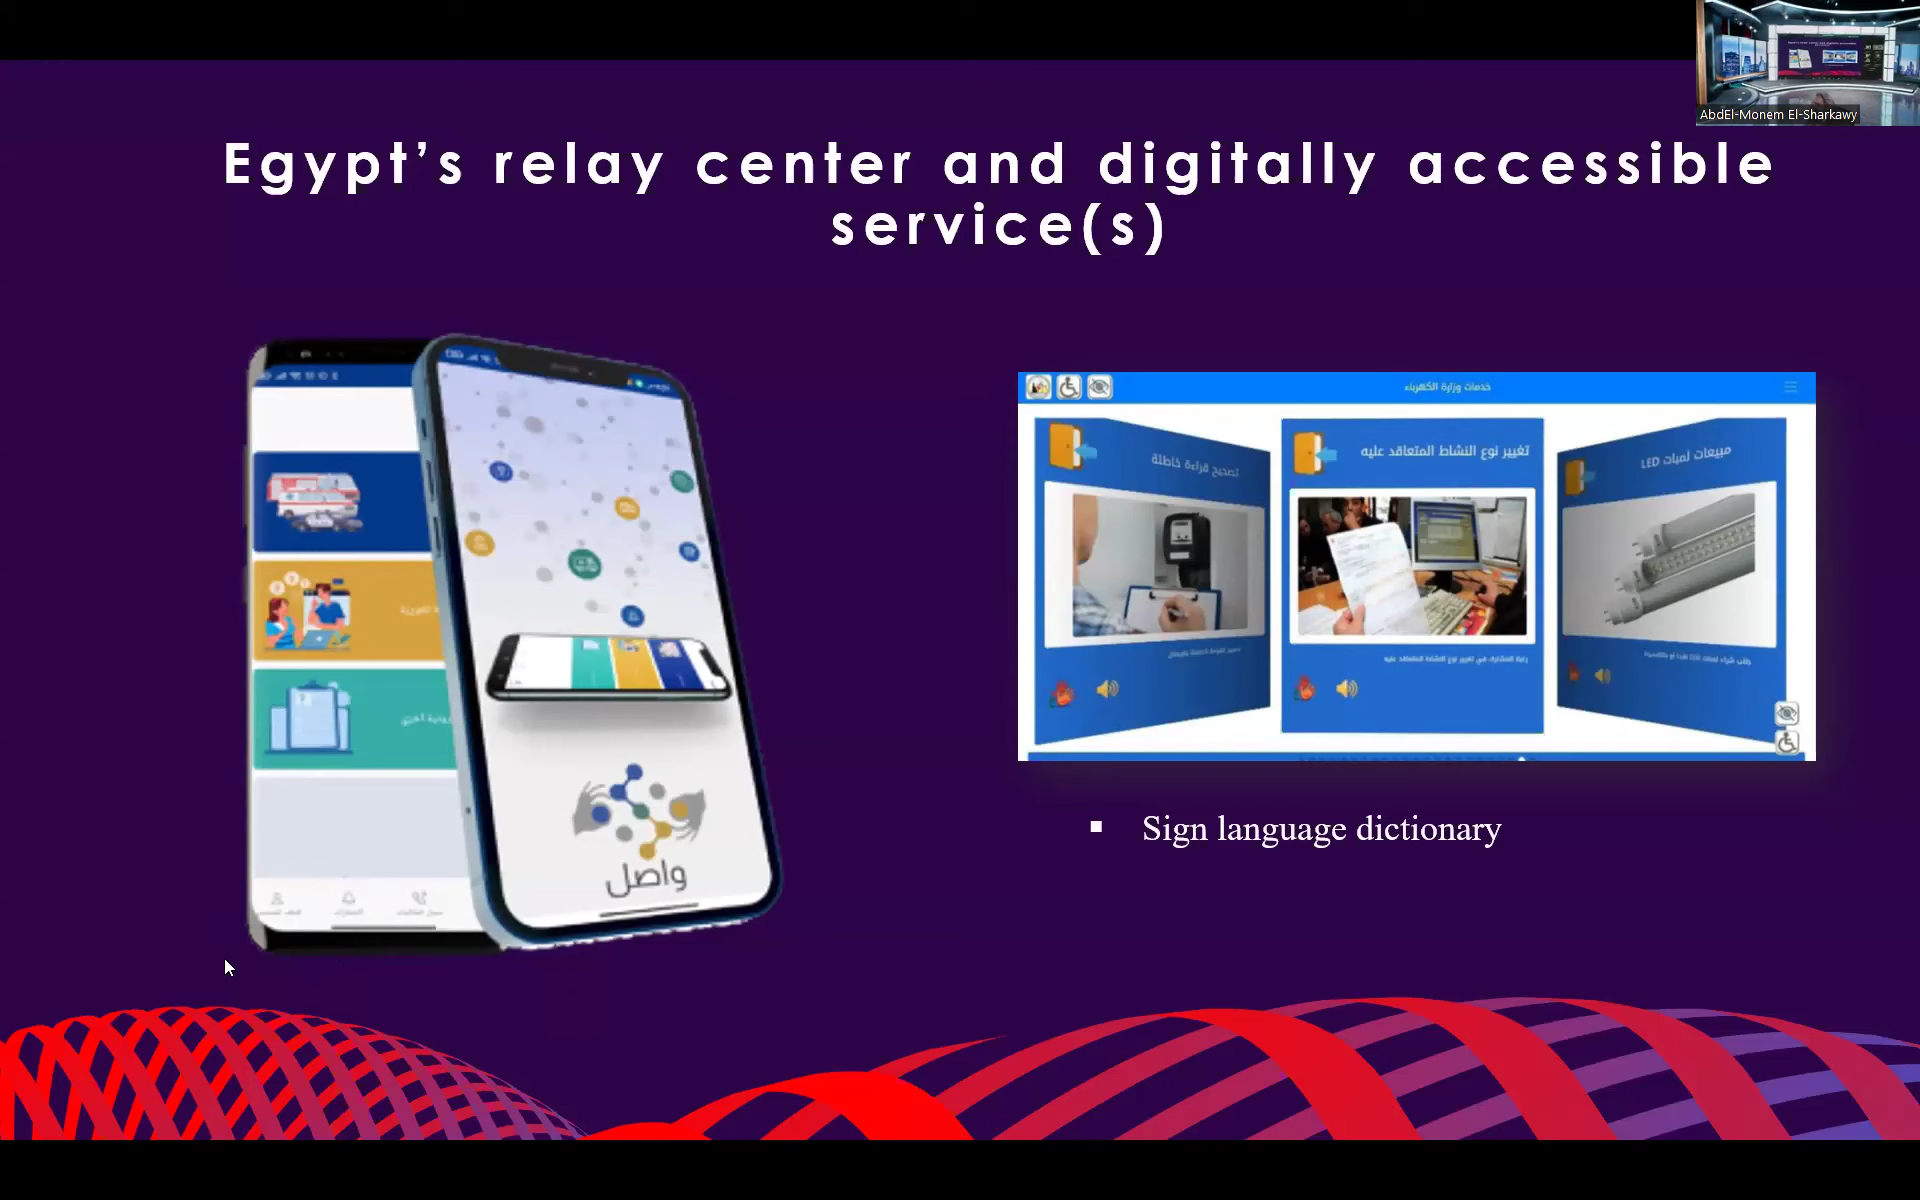 AbdEl-Monem El-Sharkawy
Egypt’s relay center and digitally accessible
service(s)
واصل
خدمات وزارة الكهرباء
تصحيح قراءة خاطئة
تغيير نوع النشاط المتعاقد عليه
مبيعات لمبات LED
▪ Sign language dictionary